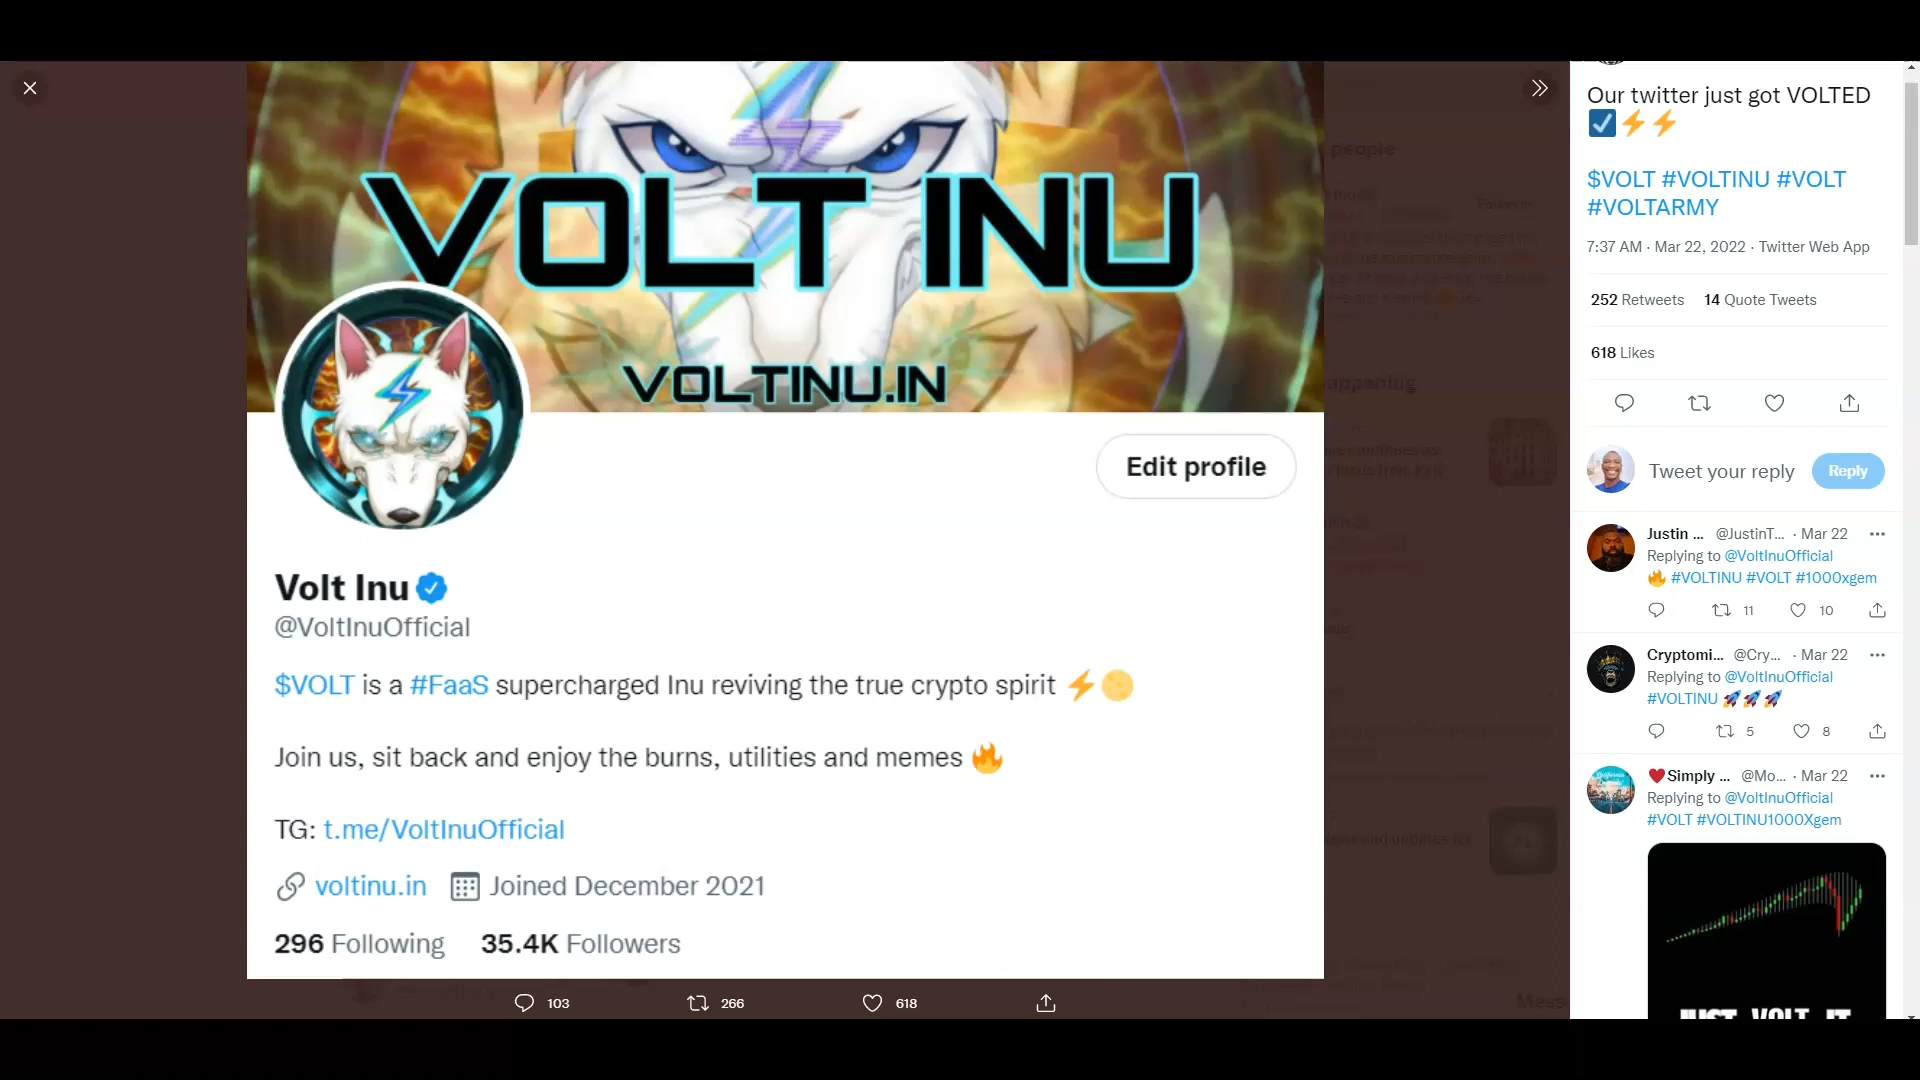 VOLT INU
VOLTINU.IN
Edit profile
Volt Inu
@VoltInuOfficial
$VOLT is a #FaaS supercharged Inu reviving the true crypto spirit ⚡🌕
Join us, sit back and enjoy the burns, utilities and memes 🔥
TG: t.me/VoltInuOfficial
voltinu.in Joined December 2021
296 Following 35.4K Followers
103 266 618
Our twitter just got VOLTED
☑️⚡⚡
$VOLT #VOLTINU #VOLT
#VOLTARMY
7:37 AM · Mar 22, 2022 · Twitter Web App
252 Retweets 14 Quote Tweets
618 Likes
Tweet your reply Reply
Justin ... @JustinT... · Mar 22
Replying to @VoltInuOfficial
🔥 #VOLTINU #VOLT #1000xgem
11 10
Cryptomi... @Cry... · Mar 22
Replying to @VoltInuOfficial
#VOLTINU 🚀🚀🚀
5 8
❤️Simply ... @Mo... · Mar 22
Replying to @VoltInuOfficial
#VOLT #VOLTINU1000Xgem
JUST VOLT IT